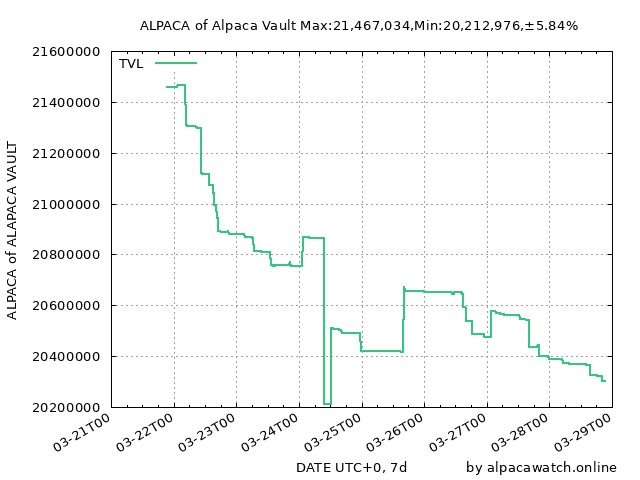 ALPACA of Alpaca Vault Max:21,467,034,Min:20,212,976,±5.84%
21600000
TVL
21400000
21200000
21000000
20800000
20600000
20400000
20200000
ALPACA of ALAPACA VAULT
03-21T00
03-22T00
03-23T00
03-24T00
03-25T00
03-26T00
03-27T00
03-28T00
03-29T00
DATE UTC+0, 7d
by alpacawatch.online